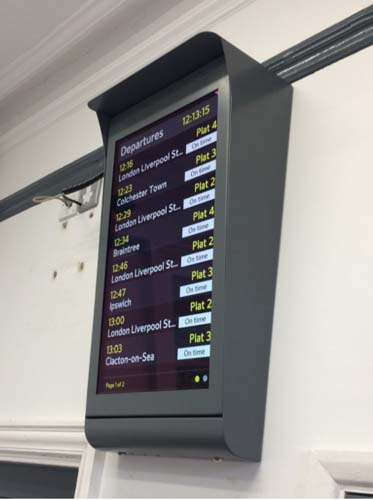 Departures 12:13:15
12:16 Plat 4
London Liverpool St... On time
12:23 Plat 3
Colchester Town On time
12:29 Plat 2
London Liverpool St... On time
12:34 Plat 4
Braintree On time
12:46 Plat 2
London Liverpool St... On time
12:47 Plat 3
Ipswich On time
13:00 Plat 2
London Liverpool St... On time
13:03 Plat 3
Clacton-on-Sea On time
Page 1 of 2